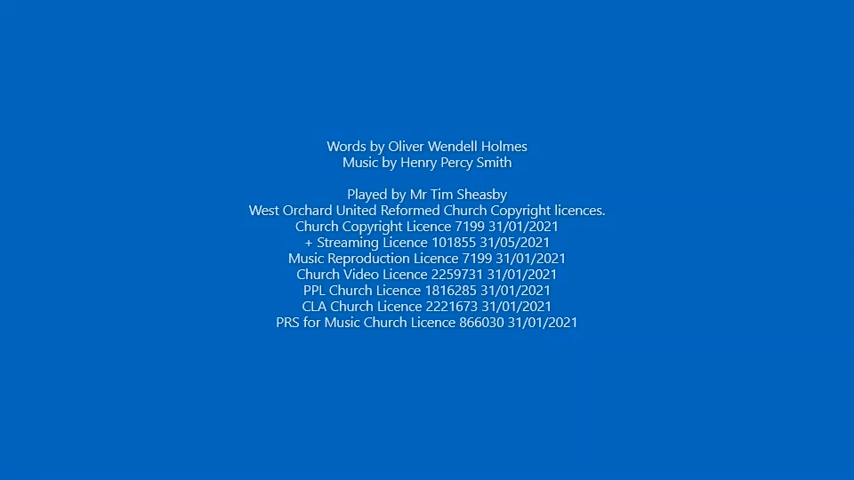 Words by Oliver Wendell Holmes
Music by Henry Percy Smith
Played by Mr Tim Sheasby
West Orchard United Reformed Church Copyright licences.
Church Copyright Licence 7199 31/01/2021
+ Streaming Licence 101855 31/05/2021
Music Reproduction Licence 7199 31/01/2021
Church Video Licence 2259731 31/01/2021
PPL Church Licence 1816285 31/01/2021
CLA Church Licence 2221673 31/01/2021
PRS for Music Church Licence 866030 31/01/2021